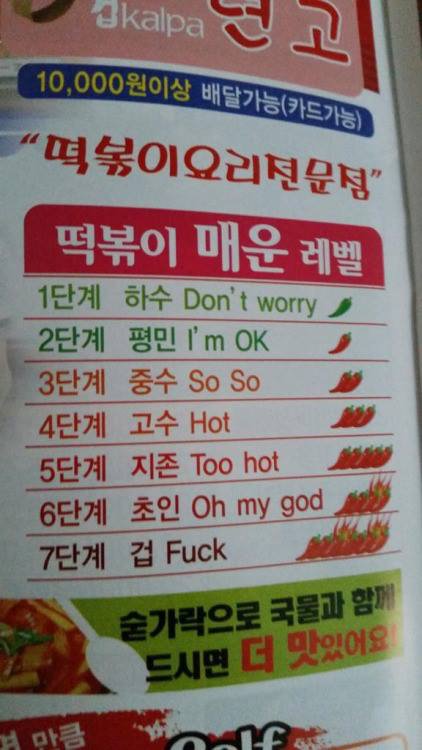 kalpa
10,000원이상 배달가능(카드가능)
"떡볶이요리전문점"
떡볶이 매운 레벨
1단계 하수 Don't worry
2단계 평민 I'm OK
3단계 중수 So So
4단계 고수 Hot
5단계 지존 Too hot
6단계 초인 Oh my god
7단계 겁 Fuck
숟가락으로 국물과 함께
드시면 더 맛있어요!
만큼